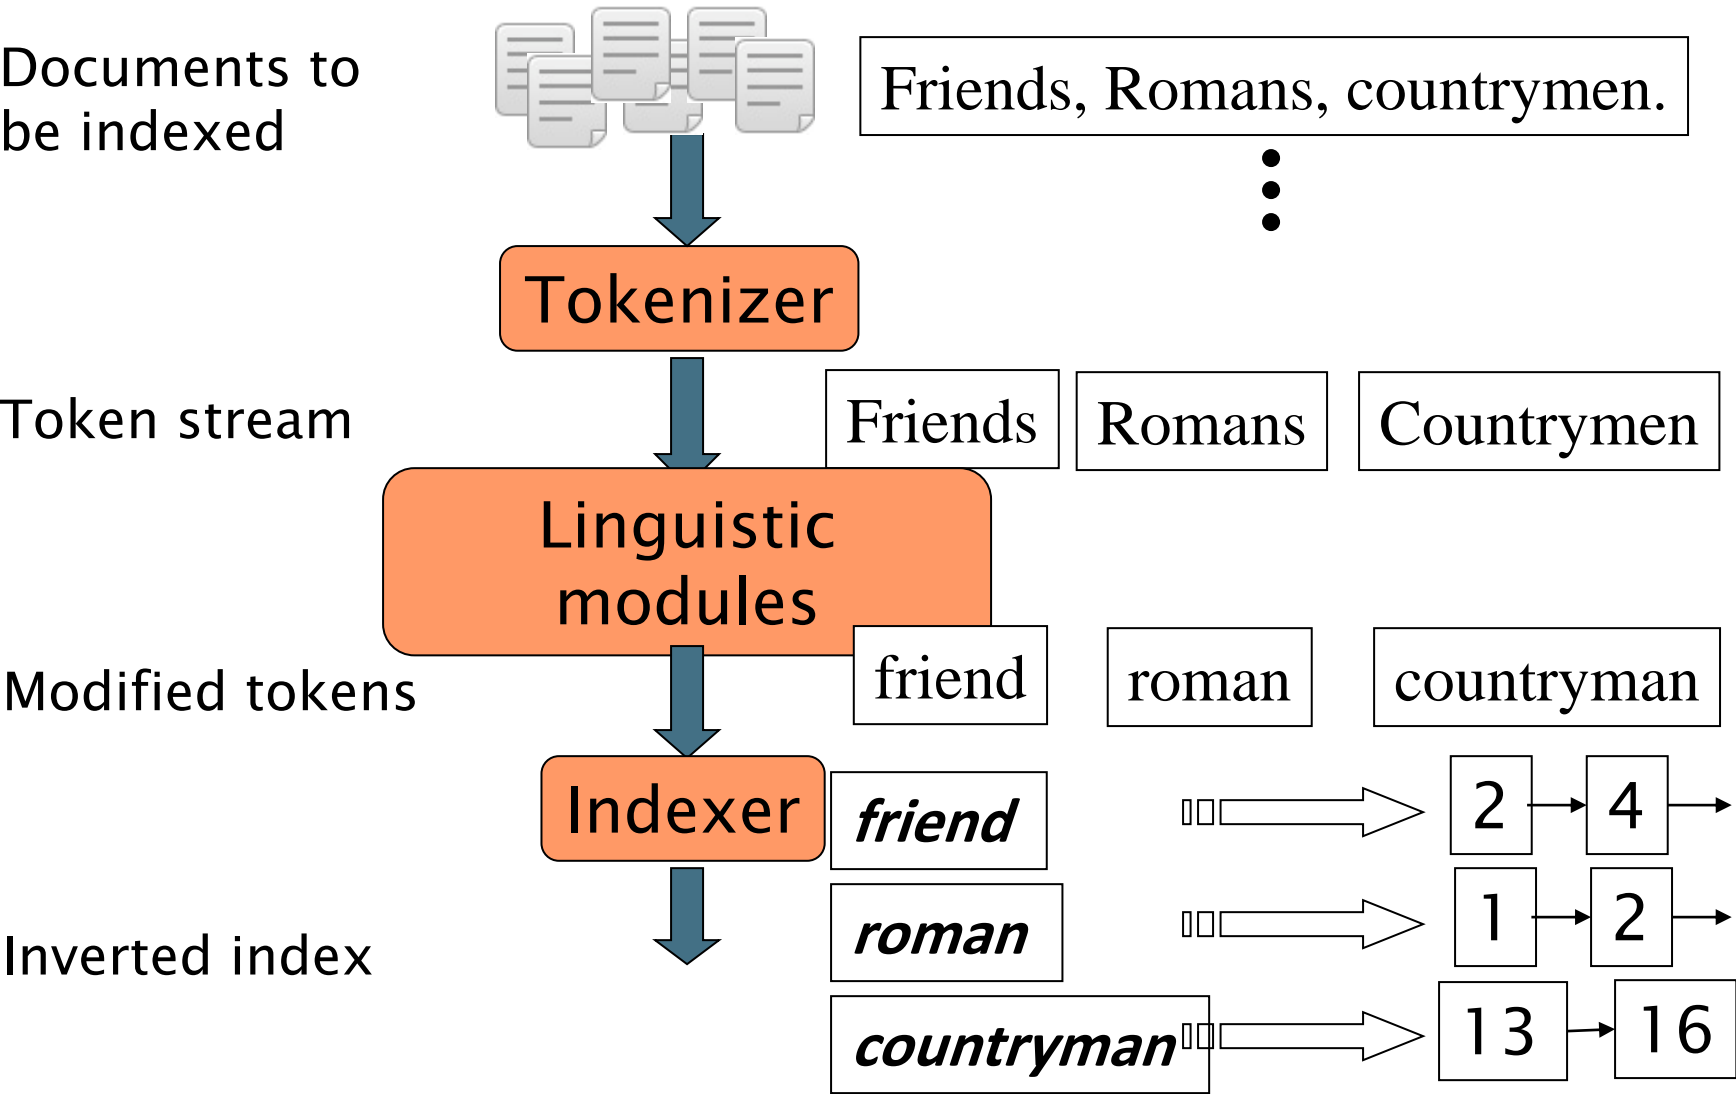 Documents to
be indexed
Friends, Romans, countrymen.
Tokenizer
Token stream
Friends
Romans
Countrymen
Linguistic
modules
Modified tokens
friend
roman
countryman
Indexer
Inverted index
friend
2
4
roman
1
2
countryman
13
16